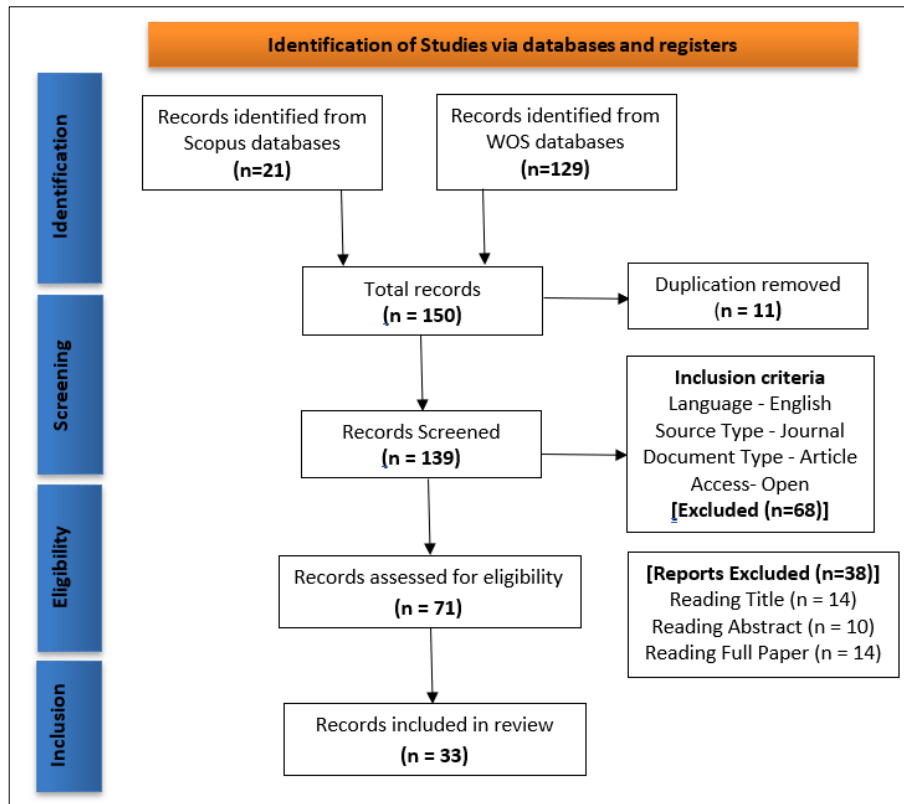 Identification of Studies via databases and registers
Identification
Records identified from
Scopus databases
(n=21)
Records identified from
WOS databases
(n=129)
Total records
(n = 150)
Duplication removed
(n = 11)
Screening
Records Screened
(n = 139)
Inclusion criteria
Language - English
Source Type - Journal
Document Type - Article
Access- Open
[Excluded (n=68)]
Eligibility
Records assessed for eligibility
(n = 71)
[Reports Excluded (n=38)]
Reading Title (n = 14)
Reading Abstract (n = 10)
Reading Full Paper (n = 14)
Inclusion
Records included in review
(n = 33)